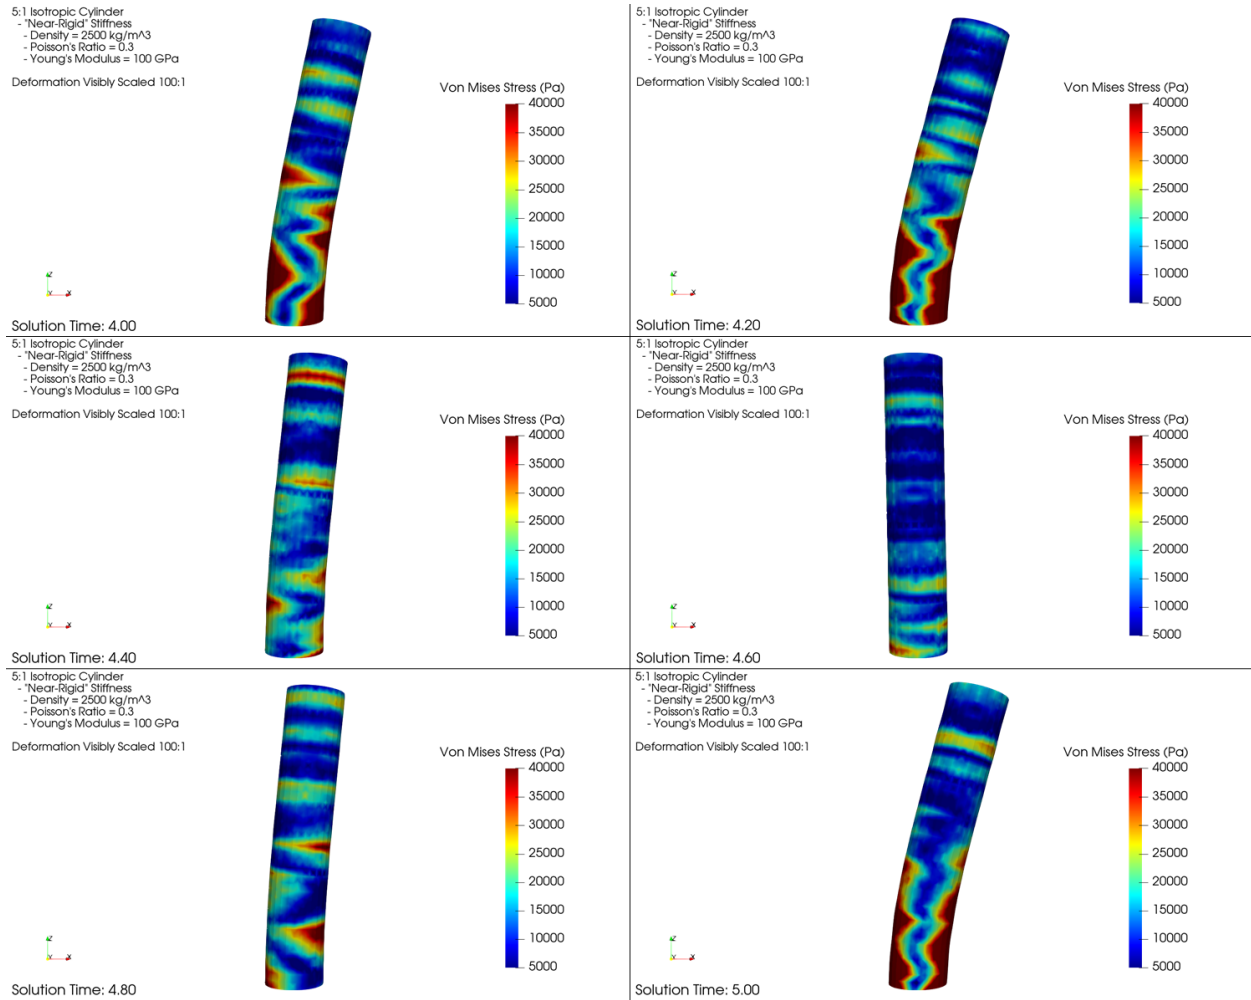 5:1 Isotropic Cylinder
- "Near-Rigid" Stiffness
- Density = 2500 kg/m^3
- Poisson's Ratio = 0.3
- Young's Modulus = 100 GPa
Deformation Visibly Scaled 100:1
Von Mises Stress (Pa)
40000
35000
30000
25000
20000
15000
10000
5000
Z
Y
X
Solution Time: 4.00
5:1 Isotropic Cylinder
- "Near-Rigid" Stiffness
- Density = 2500 kg/m^3
- Poisson's Ratio = 0.3
- Young's Modulus = 100 GPa
Deformation Visibly Scaled 100:1
Von Mises Stress (Pa)
40000
35000
30000
25000
20000
15000
10000
5000
Z
Y
X
Solution Time: 4.20
5:1 Isotropic Cylinder
- "Near-Rigid" Stiffness
- Density = 2500 kg/m^3
- Poisson's Ratio = 0.3
- Young's Modulus = 100 GPa
Deformation Visibly Scaled 100:1
Von Mises Stress (Pa)
40000
35000
30000
25000
20000
15000
10000
5000
Z
Y
X
Solution Time: 4.40
5:1 Isotropic Cylinder
- "Near-Rigid" Stiffness
- Density = 2500 kg/m^3
- Poisson's Ratio = 0.3
- Young's Modulus = 100 GPa
Deformation Visibly Scaled 100:1
Von Mises Stress (Pa)
40000
35000
30000
25000
20000
15000
10000
5000
Z
Y
X
Solution Time: 4.60
5:1 Isotropic Cylinder
- "Near-Rigid" Stiffness
- Density = 2500 kg/m^3
- Poisson's Ratio = 0.3
- Young's Modulus = 100 GPa
Deformation Visibly Scaled 100:1
Von Mises Stress (Pa)
40000
35000
30000
25000
20000
15000
10000
5000
Z
Y
X
Solution Time: 4.80
5:1 Isotropic Cylinder
- "Near-Rigid" Stiffness
- Density = 2500 kg/m^3
- Poisson's Ratio = 0.3
- Young's Modulus = 100 GPa
Deformation Visibly Scaled 100:1
Von Mises Stress (Pa)
40000
35000
30000
25000
20000
15000
10000
5000
Z
Y
X
Solution Time: 5.00